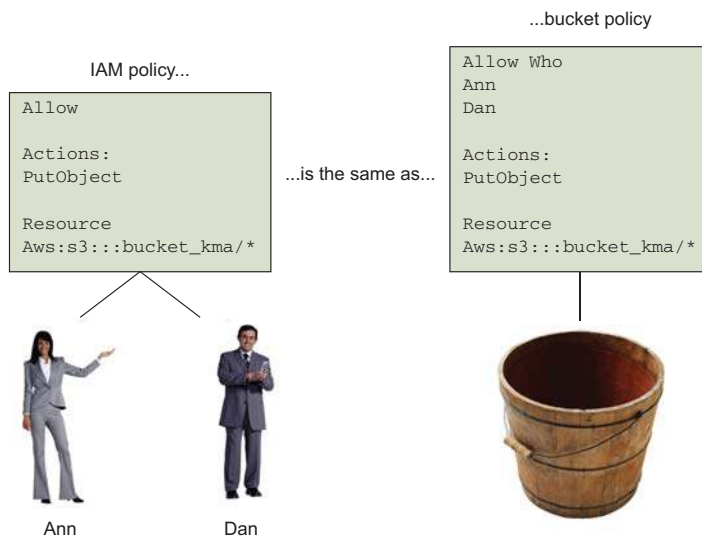 IAM policy...
Allow
Actions:
PutObject
Resource
Aws:s3:::bucket_kma/*
Ann
Dan
...is the same as...
...bucket policy
Allow Who
Ann
Dan
Actions:
PutObject
Resource
Aws:s3:::bucket_kma/*